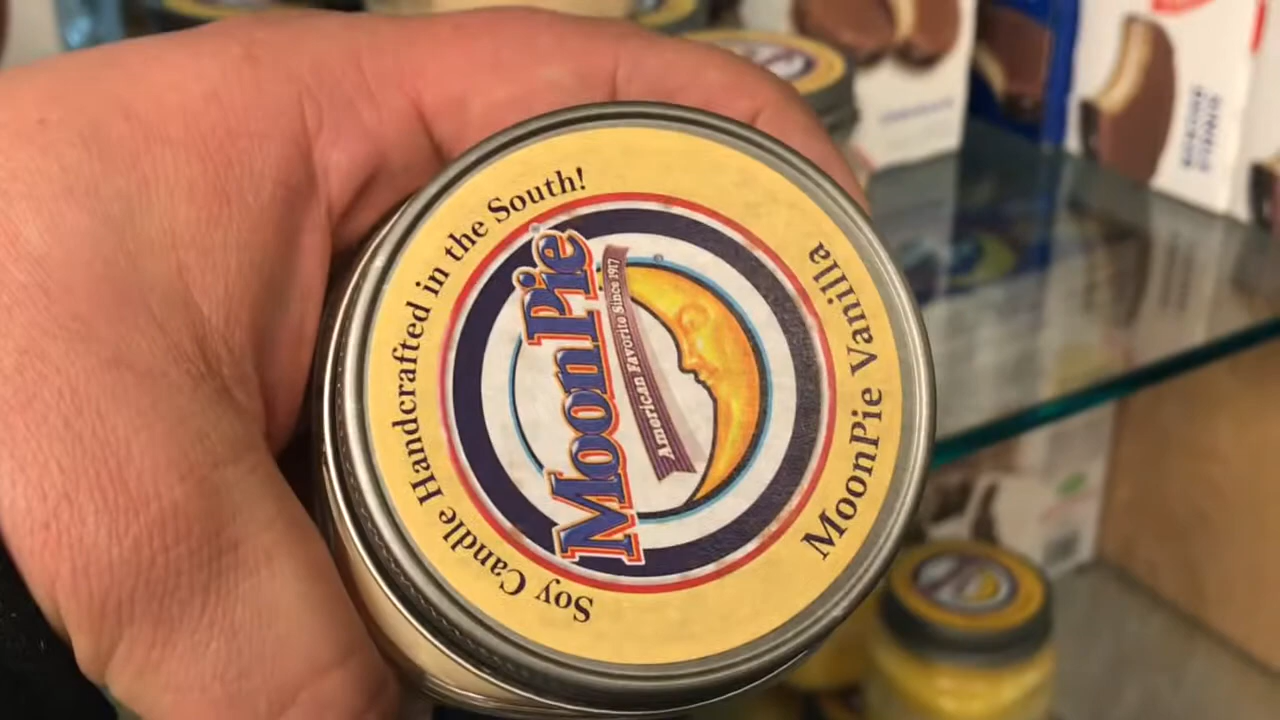 Soy Candle Handcrafted in the South!
MoonPie®
American Favorite Since 1917
MoonPie Vanilla